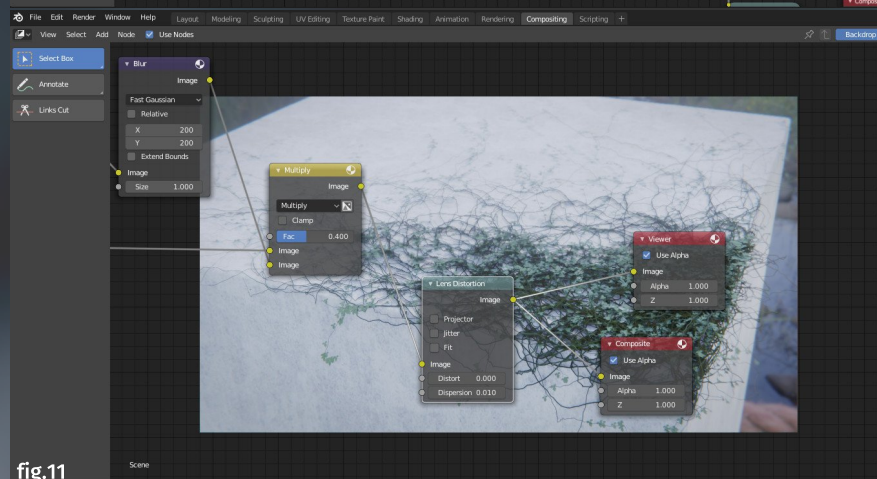 Compos
File Edit Render Window Help Layout Modeling Sculpting UV Editing Texture Paint Shading Animation Rendering Compositing Scripting +
View Select Add Node Use Nodes Backdrop
Select Box
Annotate
Links Cut
Blur
Image
Fast Gaussian
Relative
X 200
Y 200
Extend Bounds
Image
Size 1.000
Multiply
Image
Multiply
Clamp
Fac 0.400
Image
Image
Lens Distortion
Image
Projector
Jitter
Fit
Image
Distort 0.000
Dispersion 0.010
Viewer
Use Alpha
Image
Alpha 1.000
Z 1.000
Composite
Use Alpha
Image
Alpha 1.000
Z 1.000
Scene
fig.11